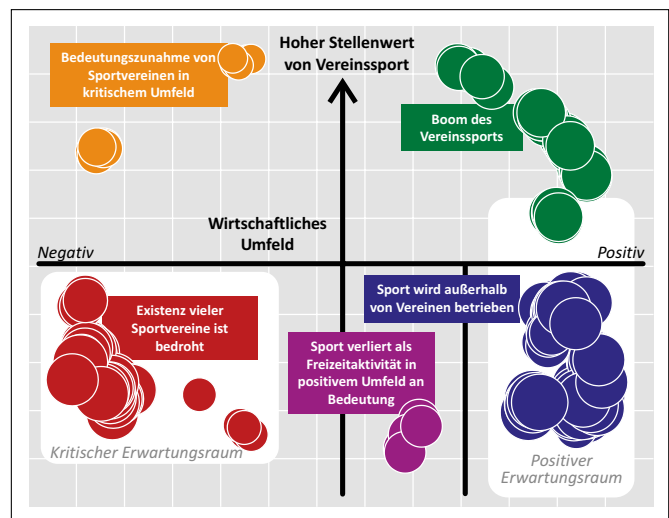 Bedeutungszunahme von
Sportvereinen in
kritischem Umfeld
Hoher Stellenwert
von Vereinssport
Boom des
Vereinssports
Wirtschaftliches
Umfeld
Negativ
Positiv
Existenz vieler
Sportvereine ist
bedroht
Sport wird außerhalb
von Vereinen betrieben
Sport verliert als
Freizeitaktivität in
positivem Umfeld an
Bedeutung
Kritischer Erwartungsraum
Positiver
Erwartungsraum